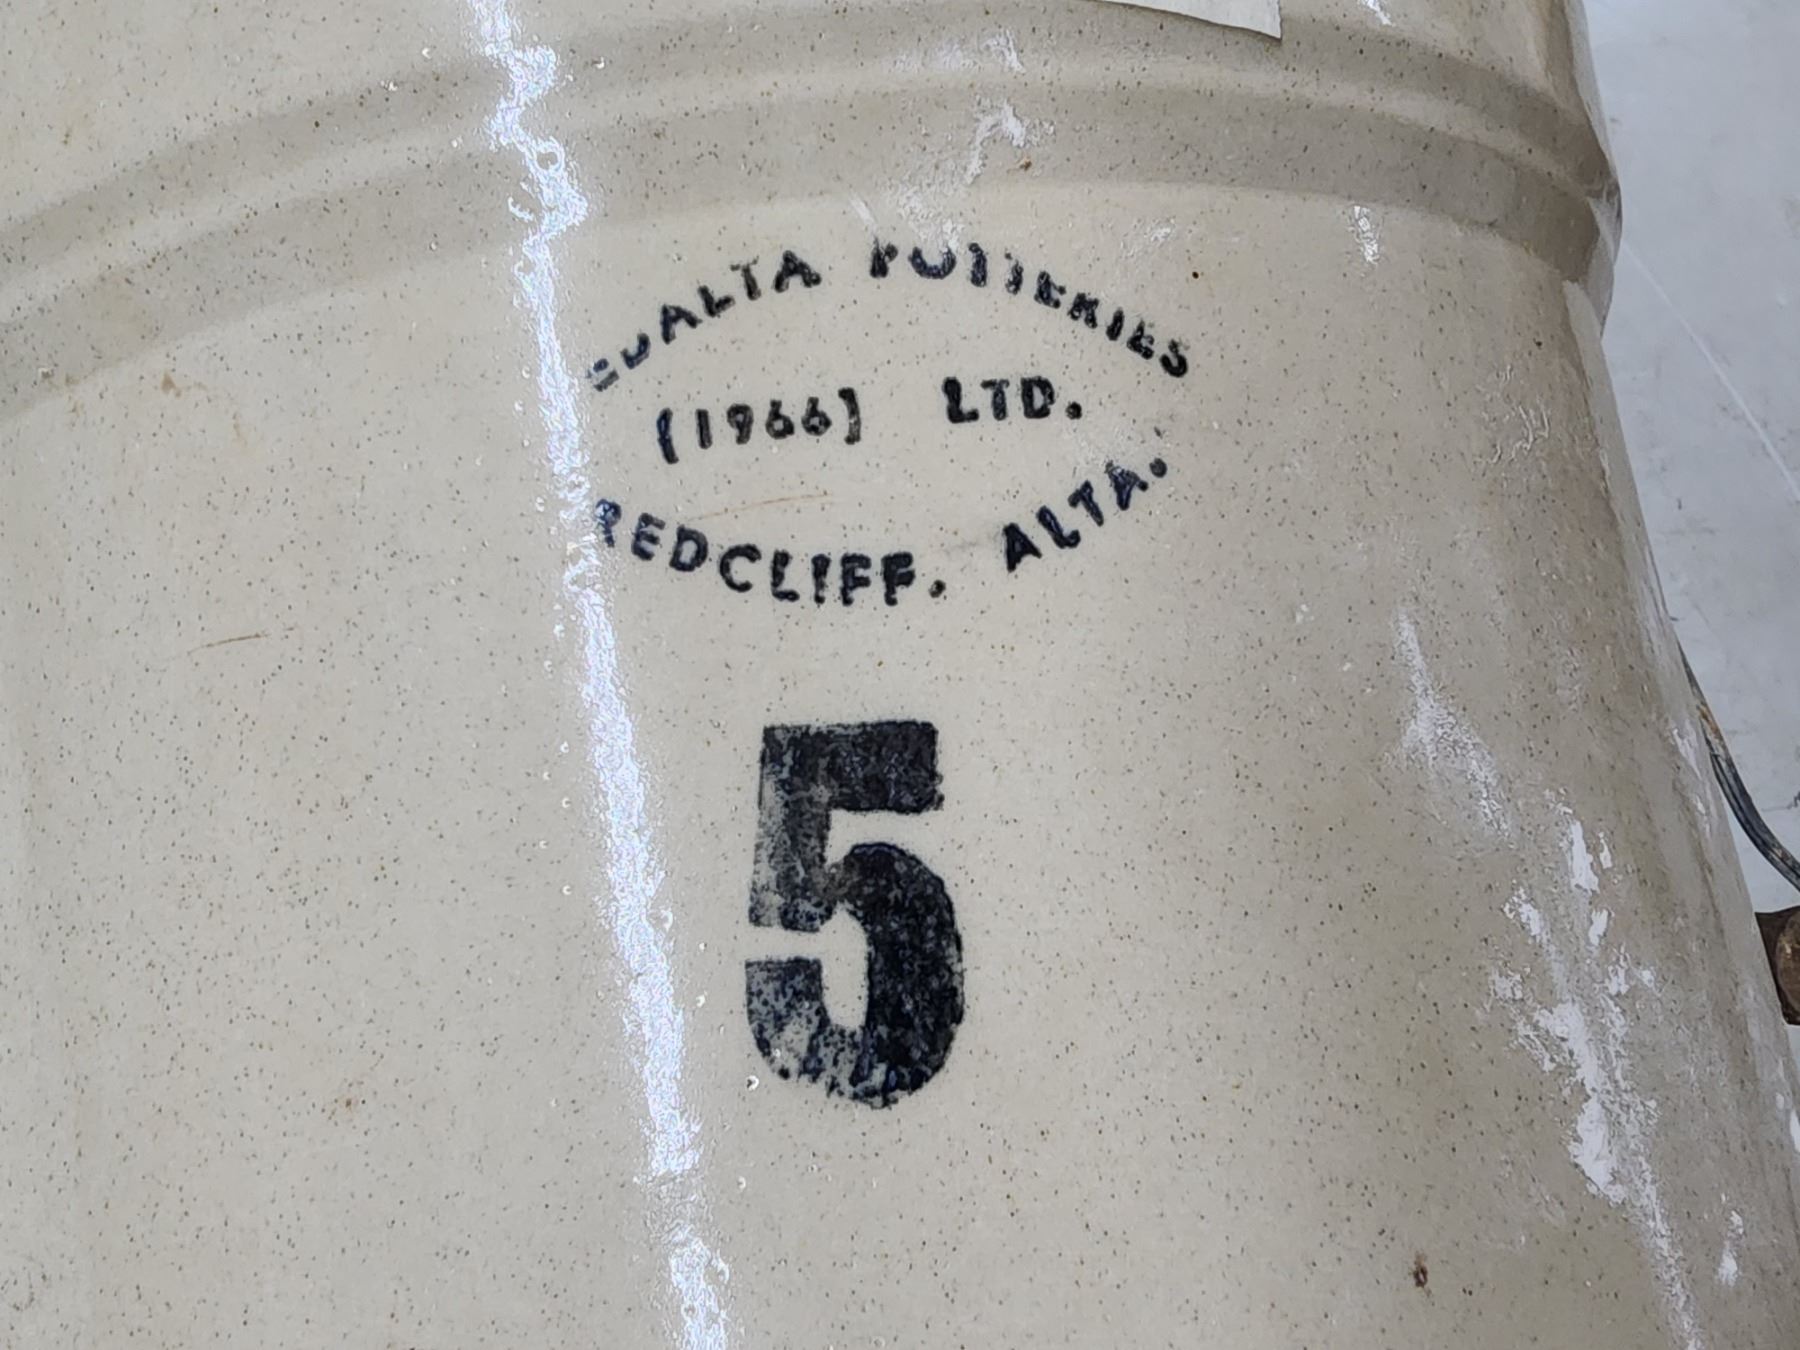 EDALTA POTTERIES
(1966) LTD.
REDCLIFF. ALTA.
5